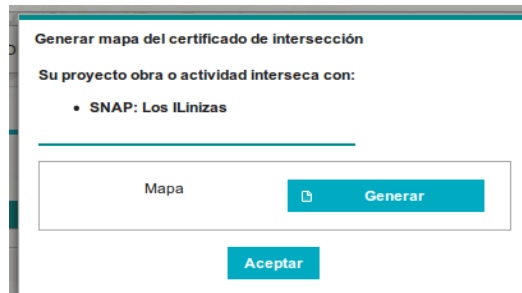 Generar mapa del certificado de intersección
Su proyecto obra o actividad interseca con:
• SNAP: Los ILinizas
Mapa
Generar
Aceptar